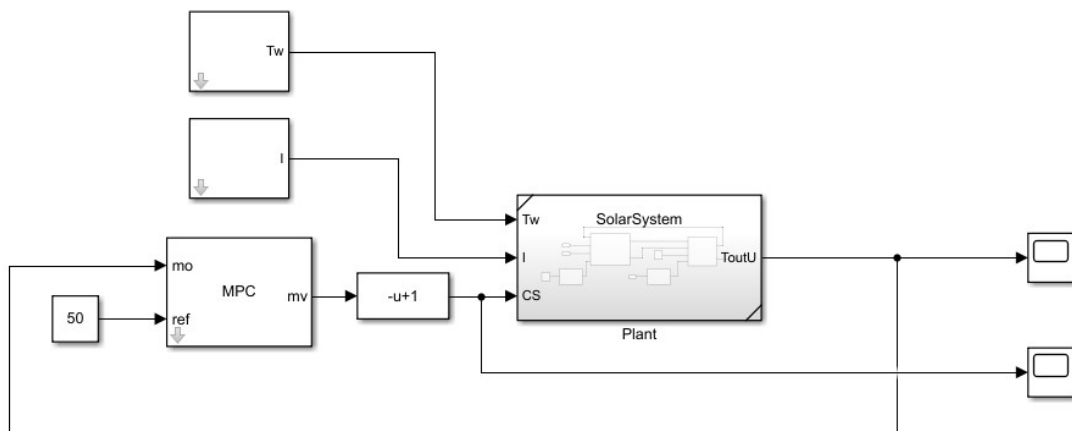 Tw
I
Tw
SolarSystem
I
ToutU
CS
Plant
mo
MPC
mv
ref
50
-u+1